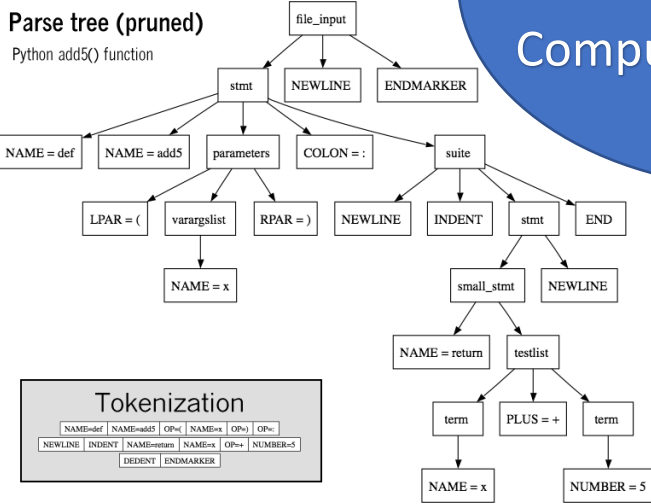 Parse tree (pruned)
Python add5() function
file_input
stmt
NEWLINE
ENDMARKER
NAME = def
NAME = add5
parameters
COLON = :
suite
LPAR = (
varargslist
RPAR = )
NEWLINE
INDENT
stmt
END
NAME = x
small_stmt
NEWLINE
NAME = return
testlist
term
PLUS = +
term
NAME = x
NUMBER = 5
Tokenization
NAME=def NAME=add5 OP=( NAME=x OP=) OP=:
NEWLINE INDENT NAME=return NAME=x OP=+ NUMBER=5
DEDENT ENDMARKER